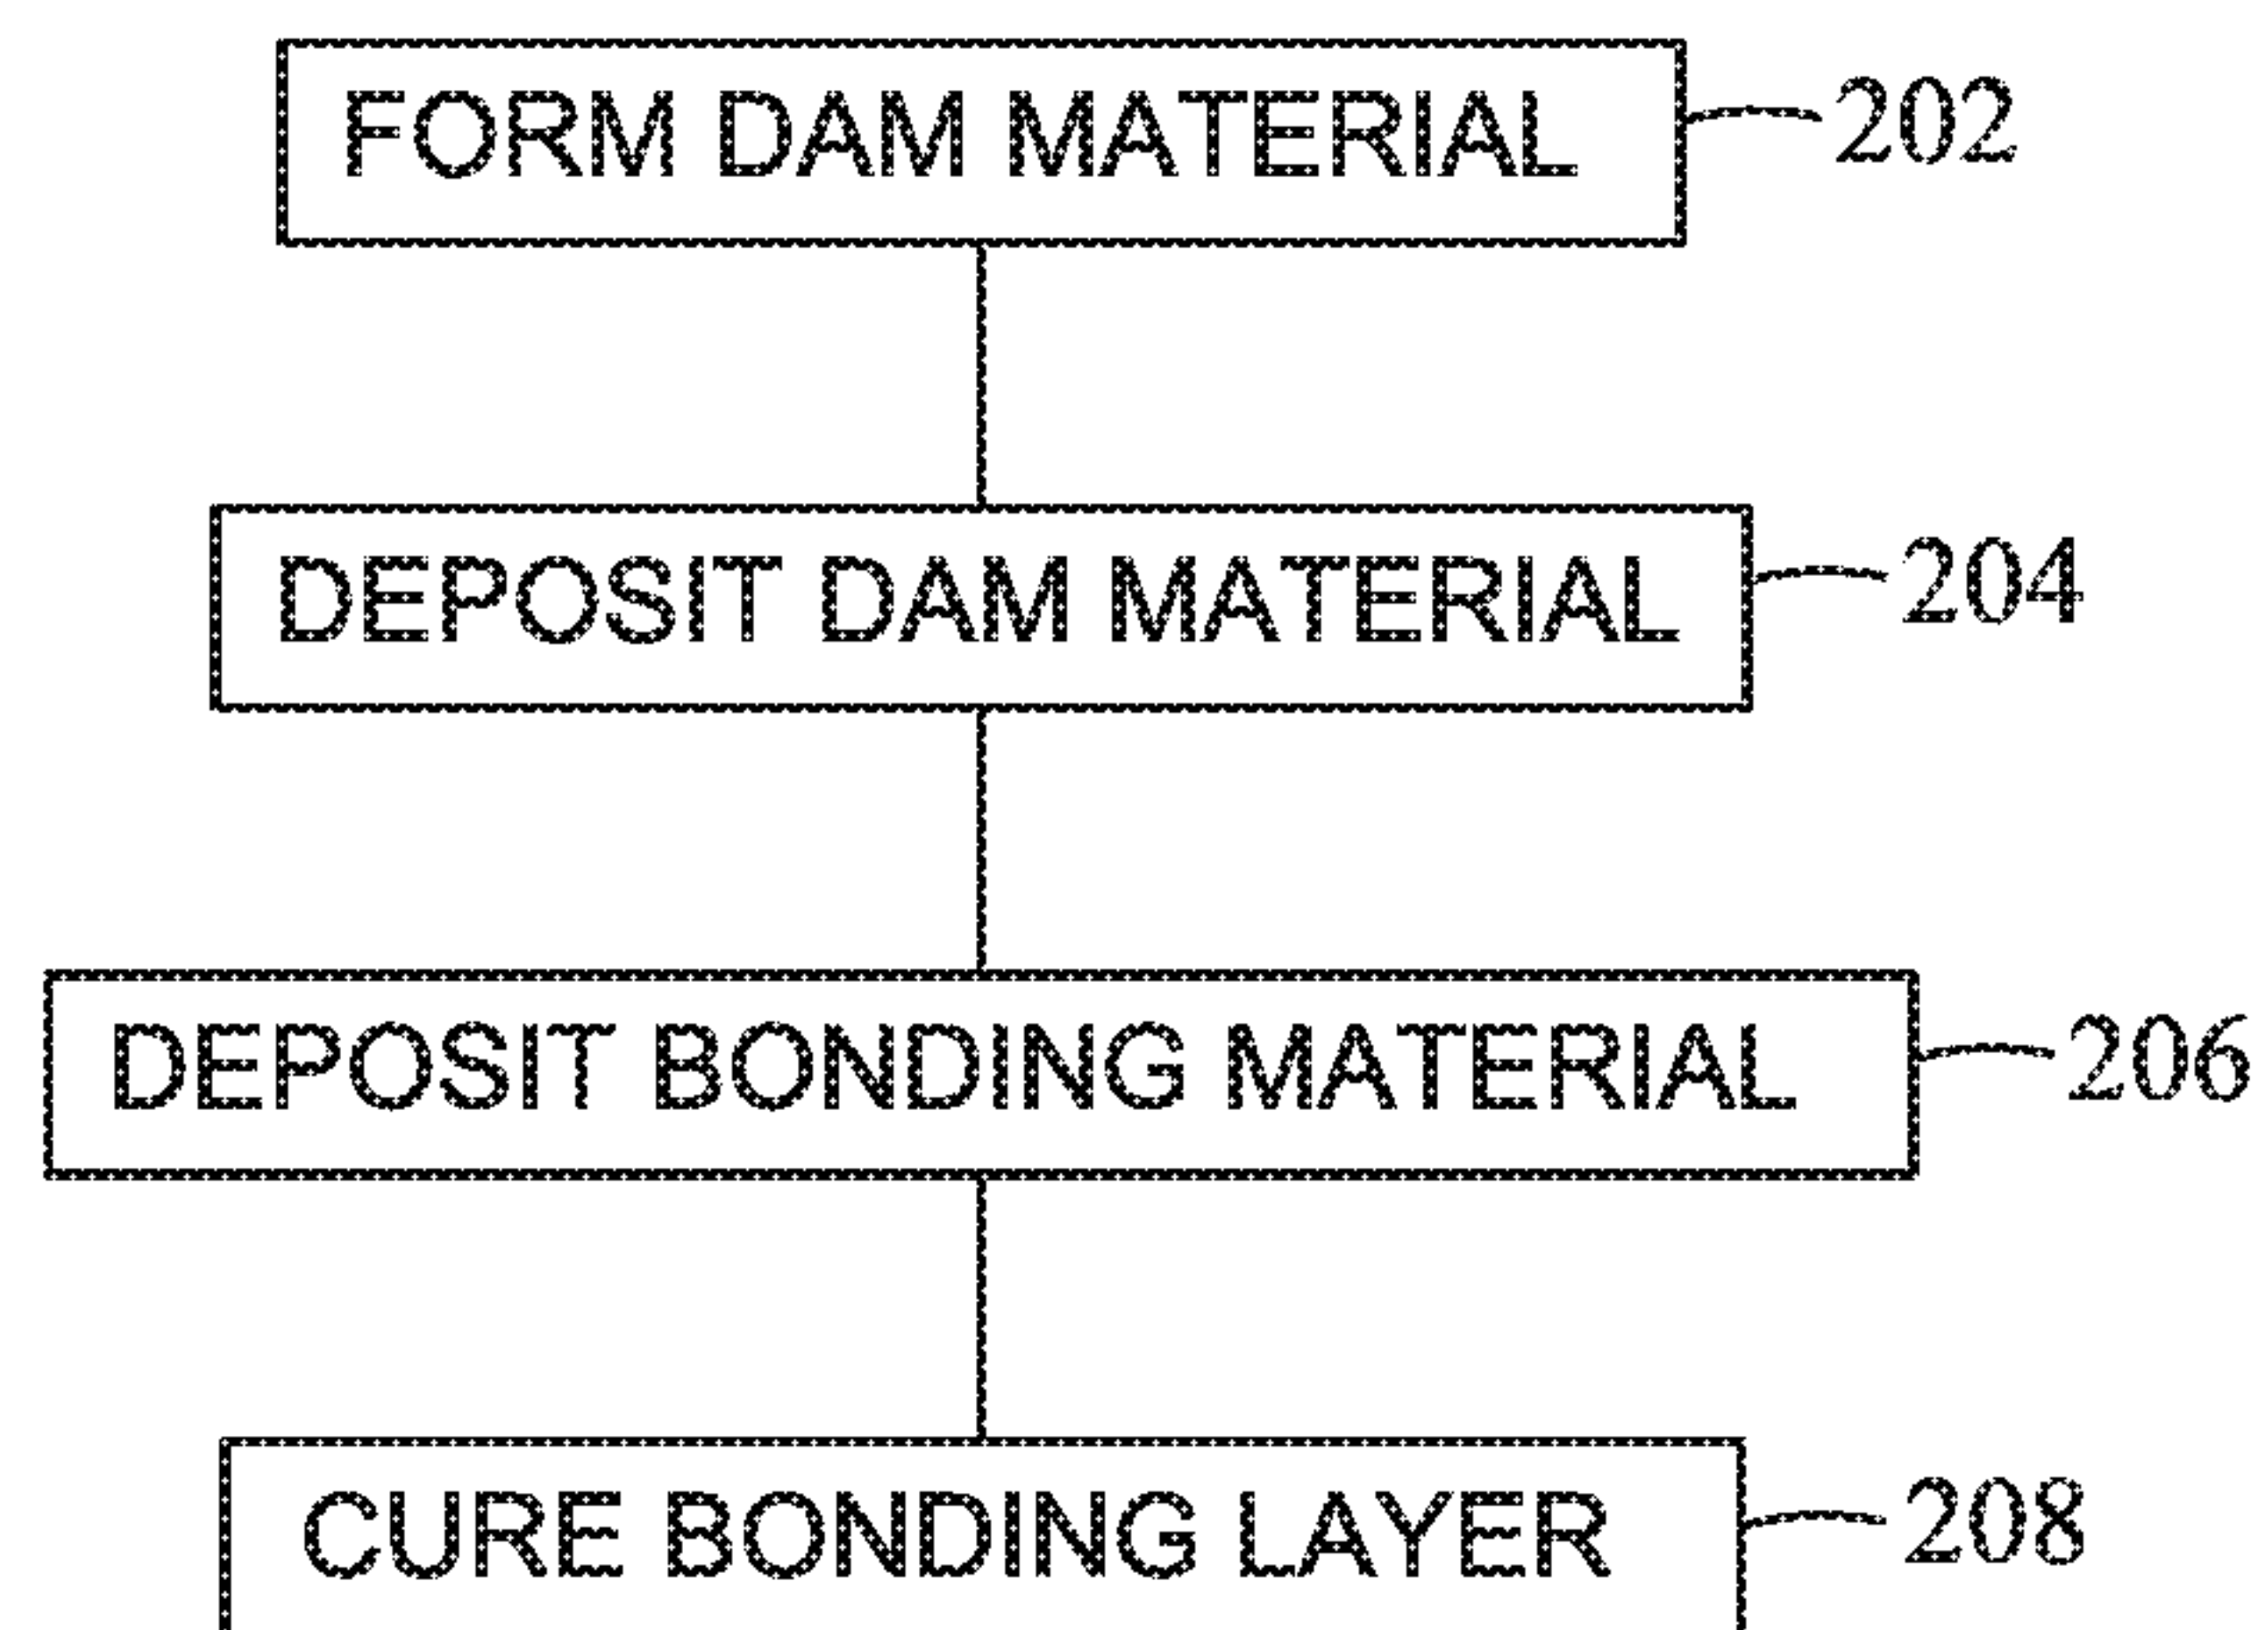 FORM DAM MATERIAL 202
DEPOSIT DAM MATERIAL 204
DEPOSIT BONDING MATERIAL 206
CURE BONDING LAYER 208